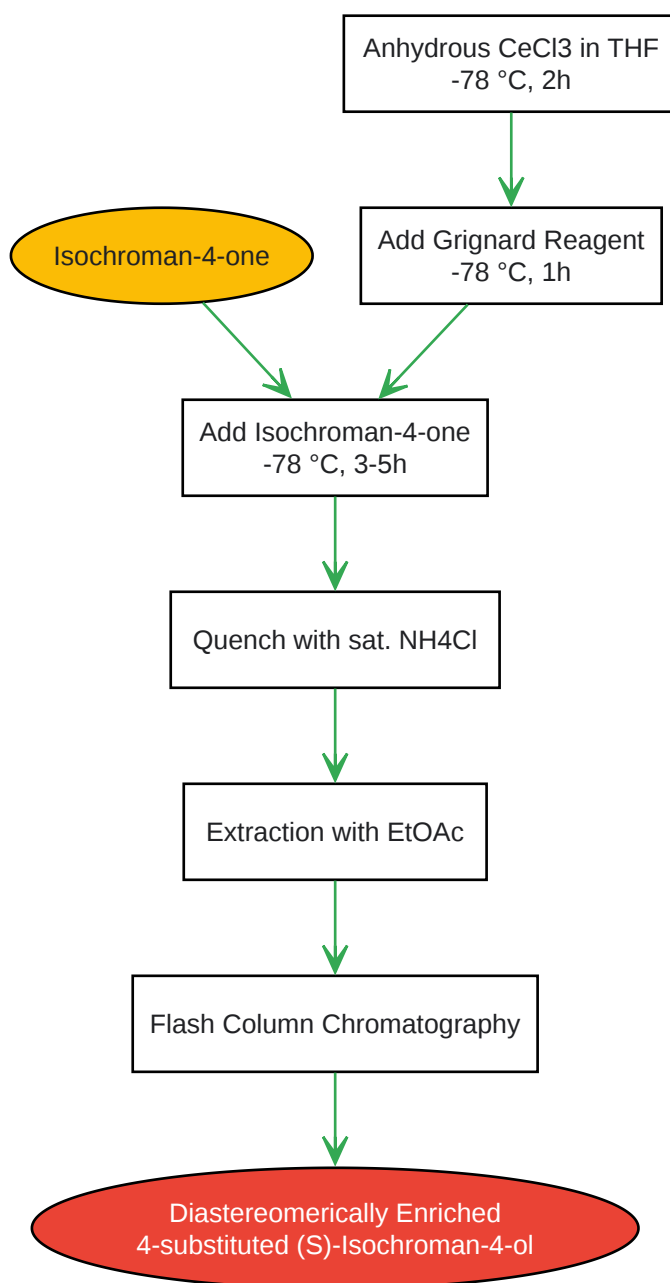 Anhydrous CeCl3 in THF
-78 °C, 2h
Isochroman-4-one
Add Grignard Reagent
-78 °C, 1h
Add Isochroman-4-one
-78 °C, 3-5h
Quench with sat. NH4Cl
Extraction with EtOAc
Flash Column Chromatography
Diastereomerically Enriched
4-substituted (S)-Isochroman-4-ol